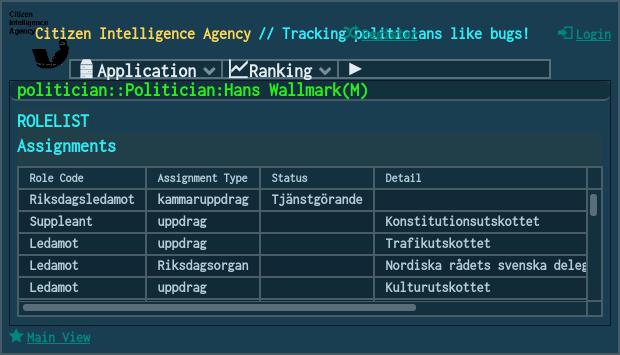 Citizen
Intelligence
Agency
Citizen Intelligence Agency // Tracking politicians like bugs!
Login
Application Ranking
politician::Politician:Hans Wallmark(M)
ROLELIST
Assignments
Role Code Assignment Type Status Detail
Riksdagsledamot kammaruppdrag Tjänstgörande
Suppleant uppdrag Konstitutionsutskottet
Ledamot uppdrag Trafikutskottet
Ledamot Riksdagsorgan Nordiska rådets svenska deleg
Ledamot uppdrag Kulturutskottet
Main View